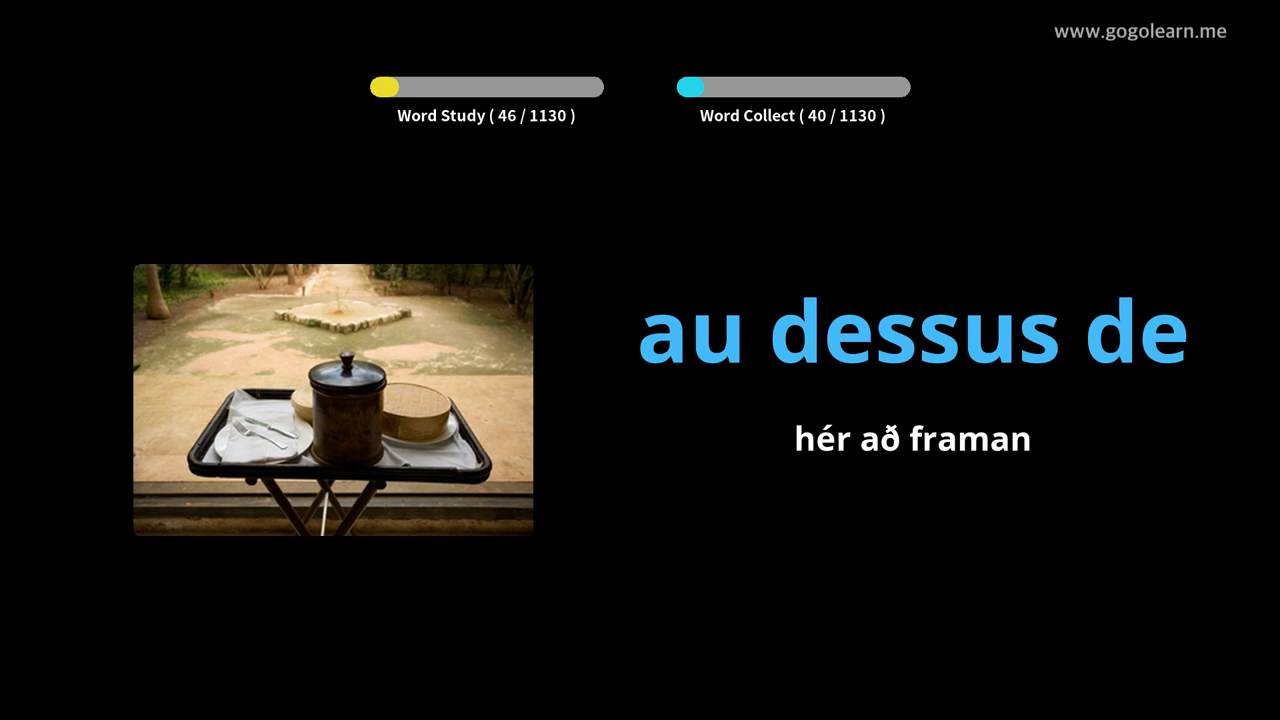 www.gogolearn.me
Word Study ( 46 / 1130 )
Word Collect ( 40 / 1130 )
au dessus de
hér að framan